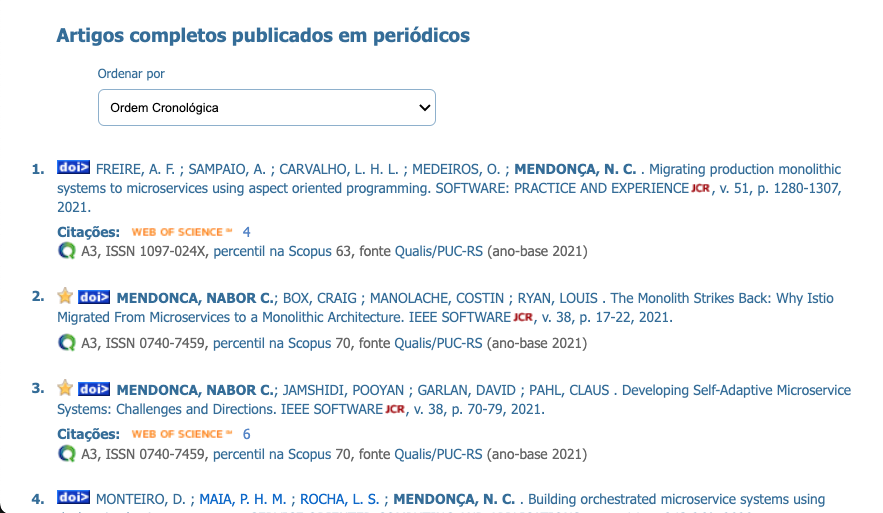 Artigos completos publicados em periódicos
Ordenar por
Ordem Cronológica
1. doi> FREIRE, A. F. ; SAMPAIO, A. ; CARVALHO, L. H. L. ; MEDEIROS, O. ; MENDONÇA, N. C. . Migrating production monolithic
systems to microservices using aspect oriented programming. SOFTWARE: PRACTICE AND EXPERIENCE JCR, v. 51, p. 1280-1307,
2021.
Citações: WEB OF SCIENCE ™ 4
A3, ISSN 1097-024X, percentil na Scopus 63, fonte Qualis/PUC-RS (ano-base 2021)
2. doi> MENDONCA, NABOR C.; BOX, CRAIG ; MANOLACHE, COSTIN ; RYAN, LOUIS . The Monolith Strikes Back: Why Istio
Migrated From Microservices to a Monolithic Architecture. IEEE SOFTWARE JCR, v. 38, p. 17-22, 2021.
A3, ISSN 0740-7459, percentil na Scopus 70, fonte Qualis/PUC-RS (ano-base 2021)
3. doi> MENDONCA, NABOR C.; JAMSHIDI, POOYAN ; GARLAN, DAVID ; PAHL, CLAUS . Developing Self-Adaptive Microservice
Systems: Challenges and Directions. IEEE SOFTWARE JCR, v. 38, p. 70-79, 2021.
Citações: WEB OF SCIENCE ™ 6
A3, ISSN 0740-7459, percentil na Scopus 70, fonte Qualis/PUC-RS (ano-base 2021)
4. doi> MONTEIRO, D. ; MAIA, P. H. M. ; ROCHA, L. S. ; MENDONÇA, N. C. . Building orchestrated microservice systems using